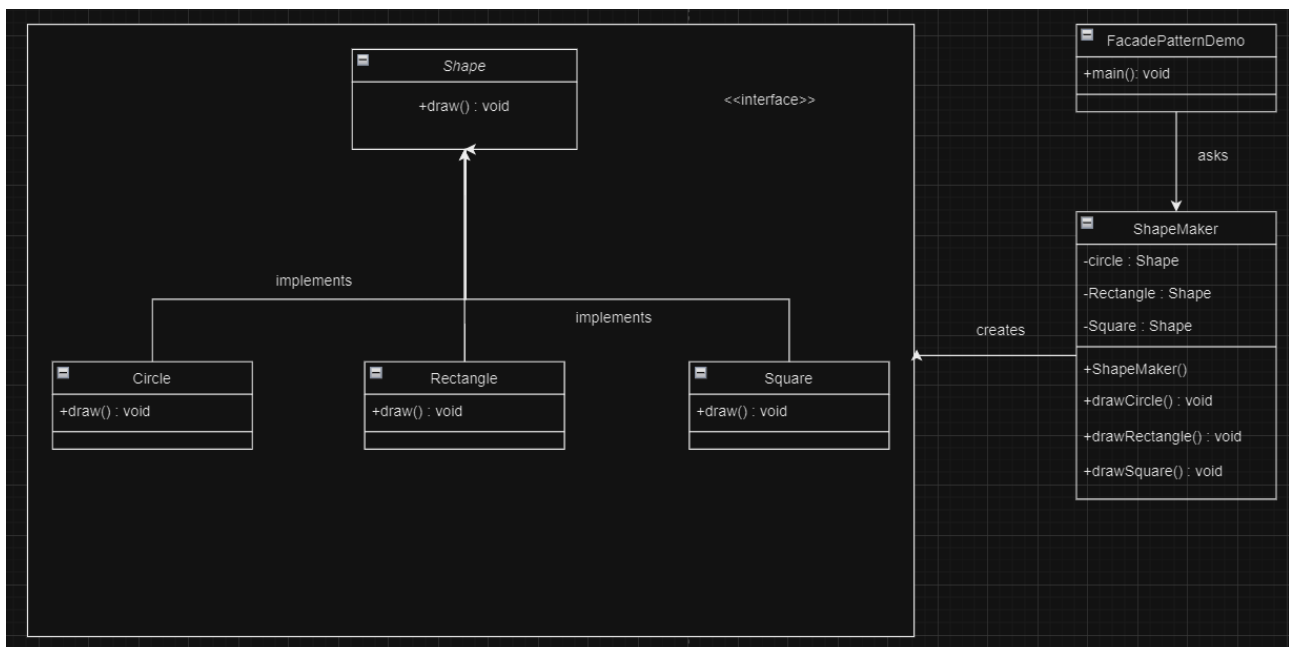 Shape
+draw() : void
<<interface>>
implements
implements
Circle
+draw() : void
Rectangle
+draw() : void
Square
+draw() : void
FacadePatternDemo
+main(): void
asks
ShapeMaker
-circle : Shape
-Rectangle : Shape
-Square : Shape
+ShapeMaker()
+drawCircle() : void
+drawRectangle() : void
+drawSquare() : void
creates